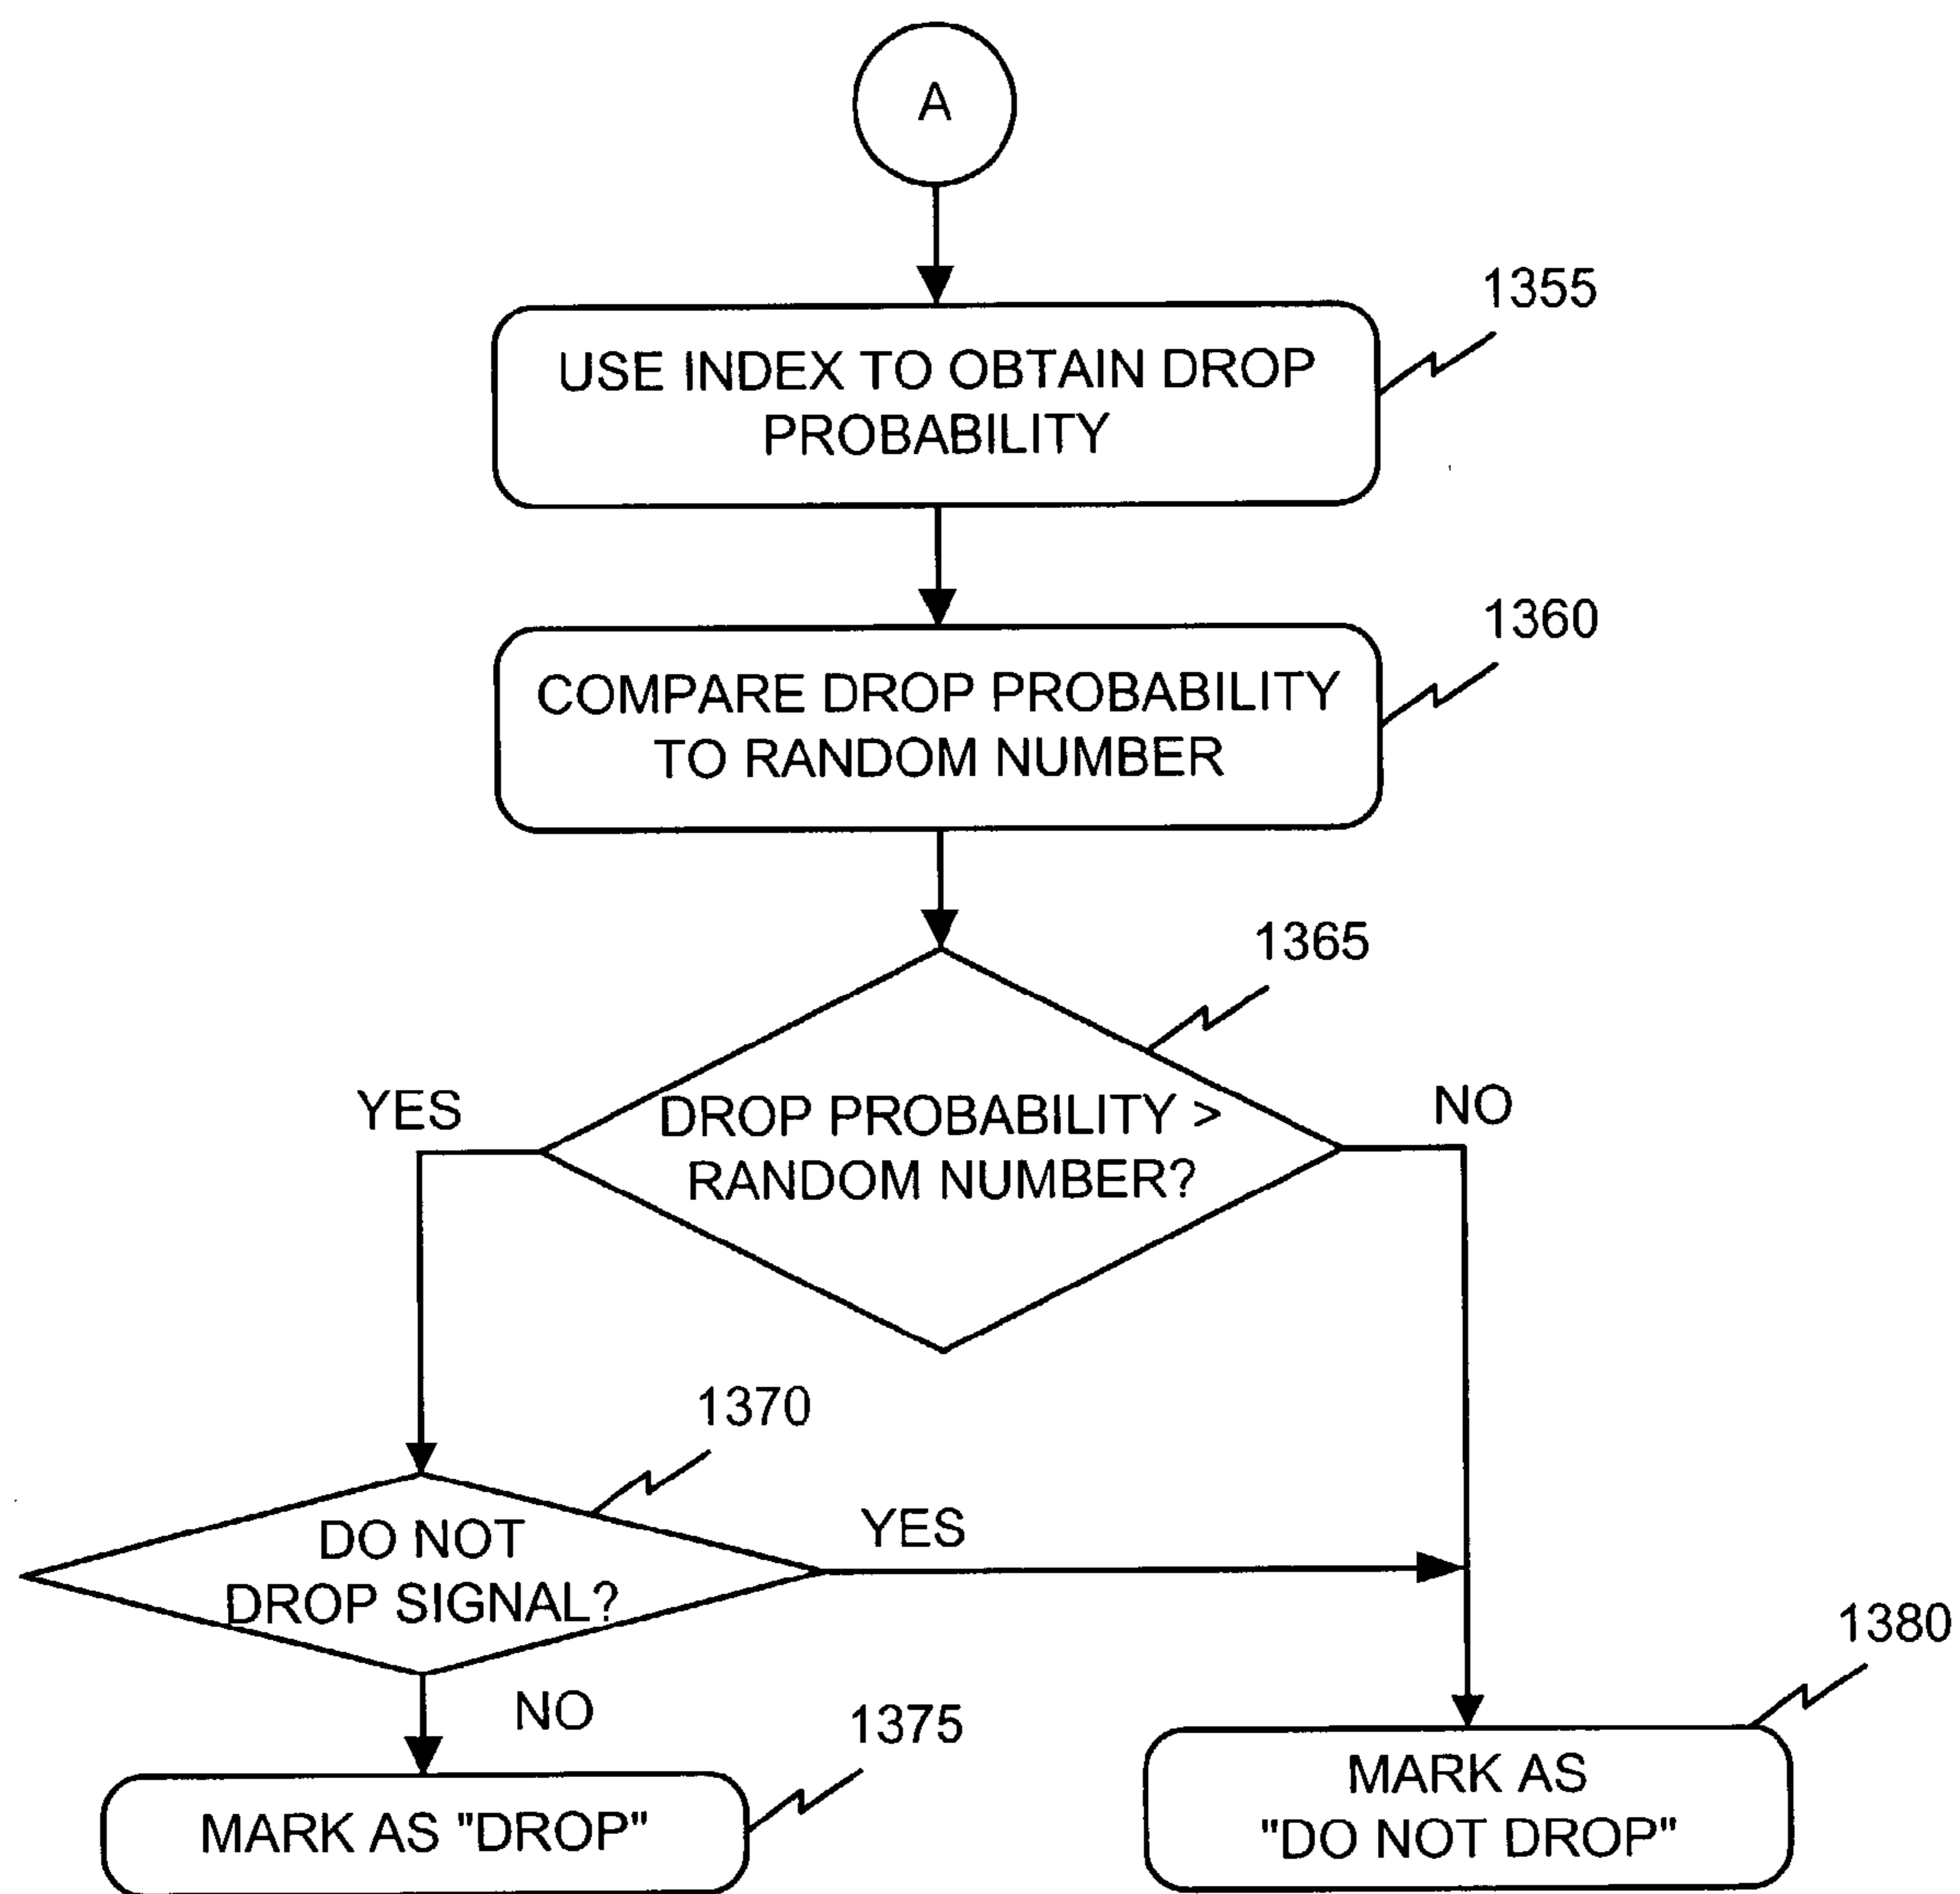 A
1355
USE INDEX TO OBTAIN DROP
PROBABILITY
1360
COMPARE DROP PROBABILITY
TO RANDOM NUMBER
1365
YES
DROP PROBABILITY >
RANDOM NUMBER?
NO
1370
DO NOT
DROP SIGNAL?
YES
1380
NO
1375
MARK AS "DROP"
MARK AS
"DO NOT DROP"